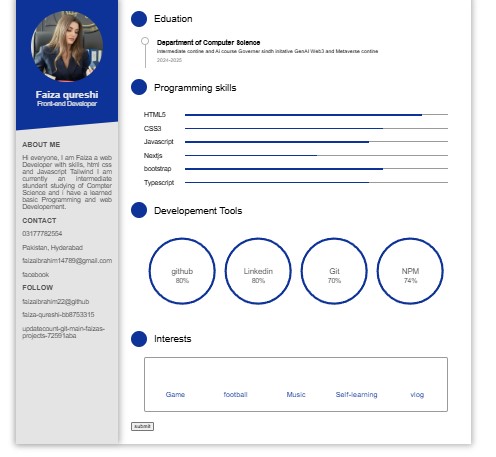 Faiza qureshi
Front-end Developer
ABOUT ME
Hi everyone, I am Faiza a web
Developer with skills, html css
and Javascript Tailwind I am
currently an intermediate
stundent studying of Compter
Science and i have a learned
basic Programming and web
Developement.
CONTACT
03177782554
Pakistan, Hyderabad
faizaibrahim14789@gmail.com
facebook
FOLLOW
faizaibrahim22@github
faiza-qureshi-bb8753315
updatecount-git-main-faizas-
projects-72591aba
Eduation
Department of Computer Science
intermediate contine and Ai course Governer sindh initative GenAI Web3 and Metaverse contine
2024-2025
Programming skills
HTML5
CSS3
Javascript
Nextjs
bootstrap
Typescript
Developement Tools
github
80%
Linkedin
80%
Git
70%
NPM
74%
Interests
Game football Music Self-learning vlog
submit